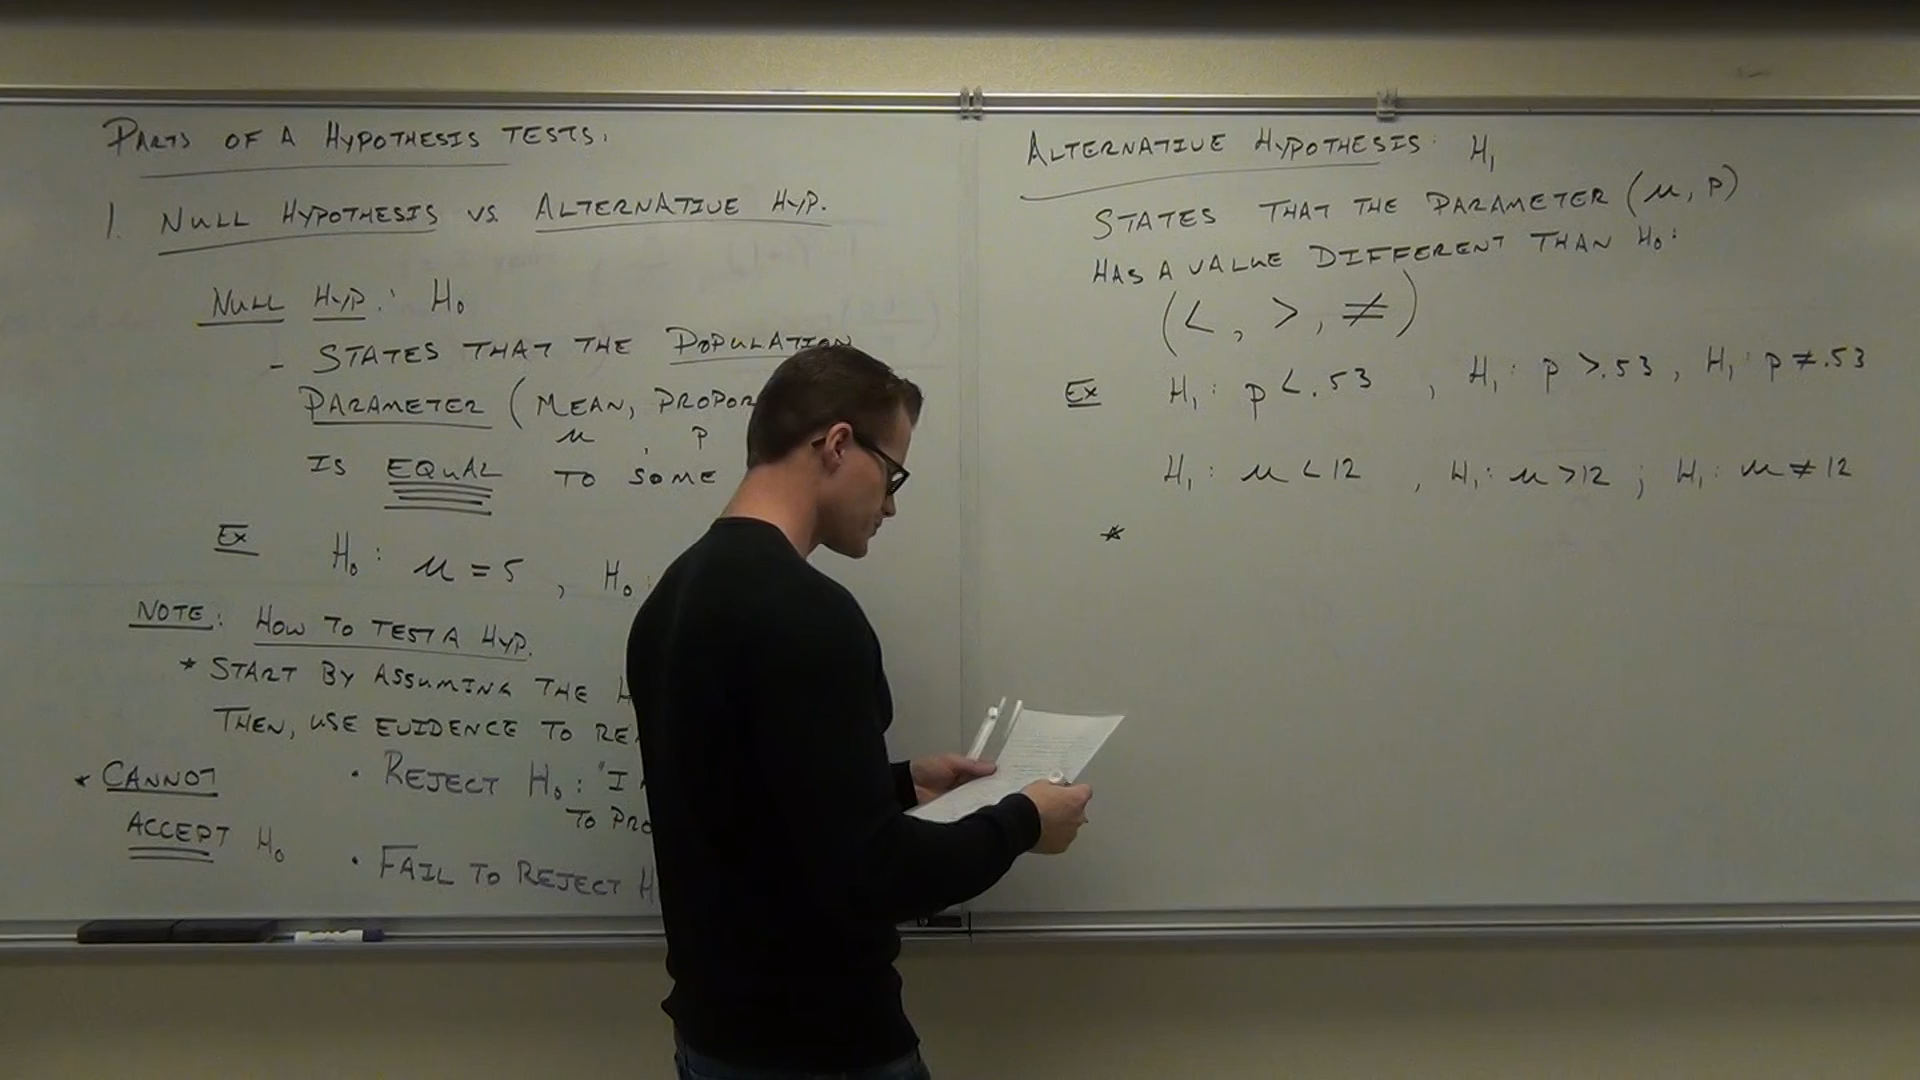 PARTS OF A HYPOTHESIS TESTS:
1. NULL HYPOTHESIS VS. ALTERNATIVE HYP.
NULL HYP.: H₀
- STATES THAT THE POPULATION
PARAMETER (MEAN, PROPOR
μ , p
IS EQUAL TO SOME
Ex H₀: μ = 5 , H₀:
NOTE: HOW TO TEST A HYP.
* START BY ASSUMING THE
THEN, USE EVIDENCE TO RE
* CANNOT
ACCEPT H₀
• REJECT H₀: "I
TO PRO
• FAIL TO REJECT H
ALTERNATIVE HYPOTHESIS: H₁
STATES THAT THE PARAMETER (μ, p)
HAS A VALUE DIFFERENT THAN H₀:
(<, >, ≠)
Ex H₁: p < .53 , H₁: p > .53 , H₁: p ≠ .53
H₁: μ < 12 , H₁: μ > 12 ; H₁: μ ≠ 12
*